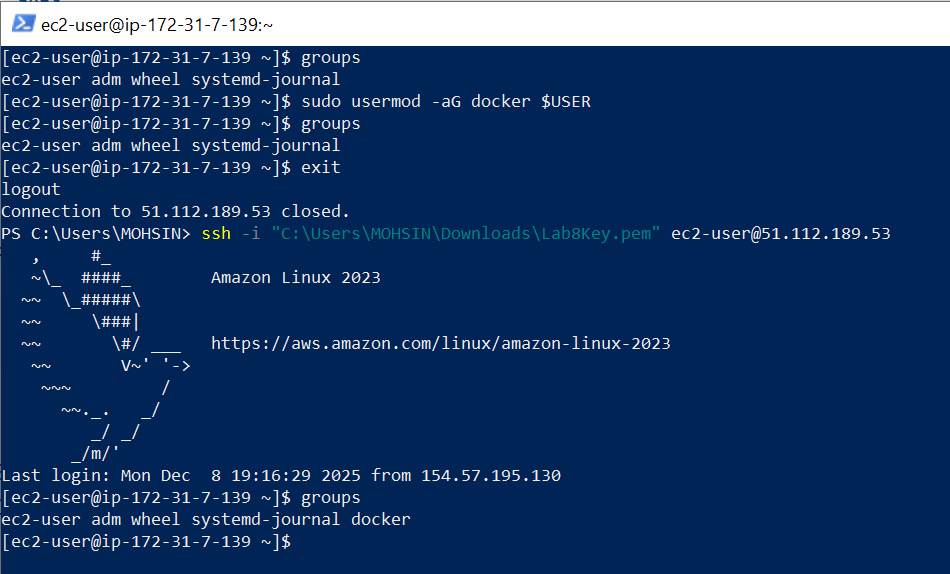 ec2-user@ip-172-31-7-139:~
[ec2-user@ip-172-31-7-139 ~]$ groups
ec2-user adm wheel systemd-journal
[ec2-user@ip-172-31-7-139 ~]$ sudo usermod -aG docker $USER
[ec2-user@ip-172-31-7-139 ~]$ groups
ec2-user adm wheel systemd-journal
[ec2-user@ip-172-31-7-139 ~]$ exit
logout
Connection to 51.112.189.53 closed.
PS C:\Users\MOHSIN> ssh -i "C:\Users\MOHSIN\Downloads\Lab8Key.pem" ec2-user@51.112.189.53
   ,     #_
   ~\_  ####_        Amazon Linux 2023
  ~~  \_#####\
  ~~     \###|
  ~~       \#/ ___   https://aws.amazon.com/linux/amazon-linux-2023
   ~~       V~' '->
    ~~~         /
      ~~._.   _/
         _/ _/
       _/m/'
Last login: Mon Dec  8 19:16:29 2025 from 154.57.195.130
[ec2-user@ip-172-31-7-139 ~]$ groups
ec2-user adm wheel systemd-journal docker
[ec2-user@ip-172-31-7-139 ~]$